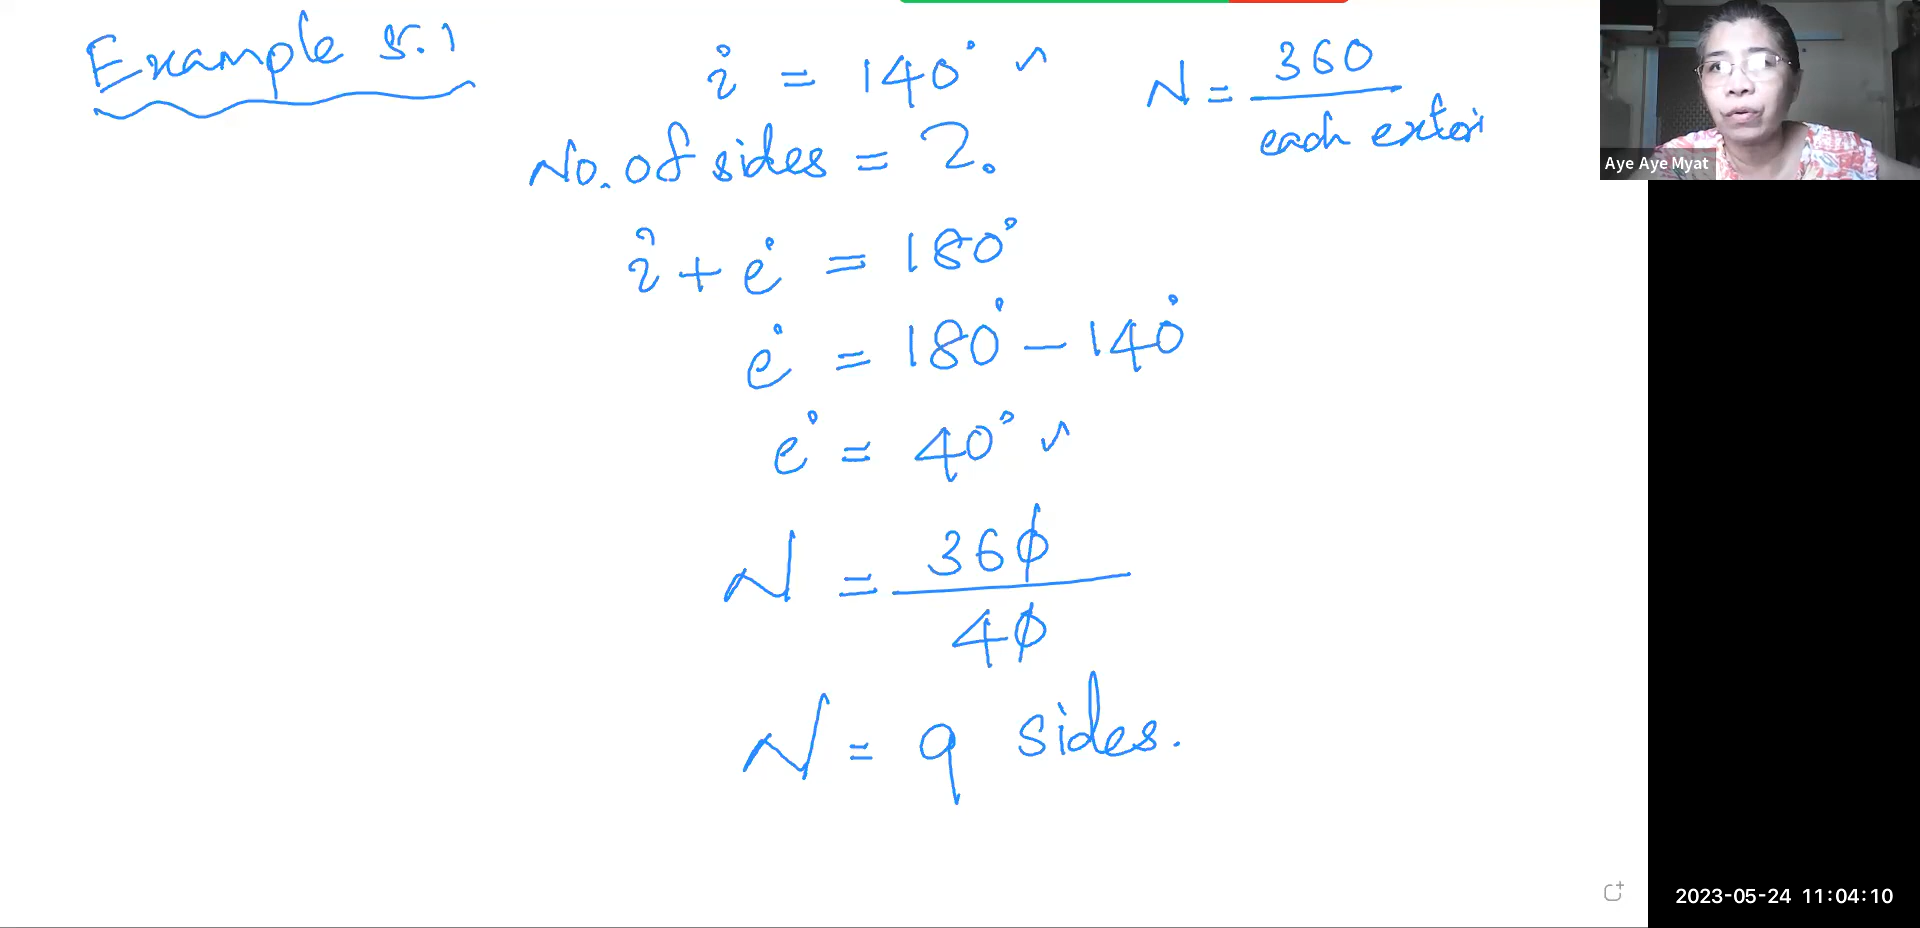 Example 5.1
i° = 140°
N = 360 / each exteri
No. of sides = ?.
i° + e° = 180°
e° = 180° - 140°
e° = 40°
N = 360 / 40
N = 9 sides.
Aye Aye Myat
2023-05-24 11:04:10